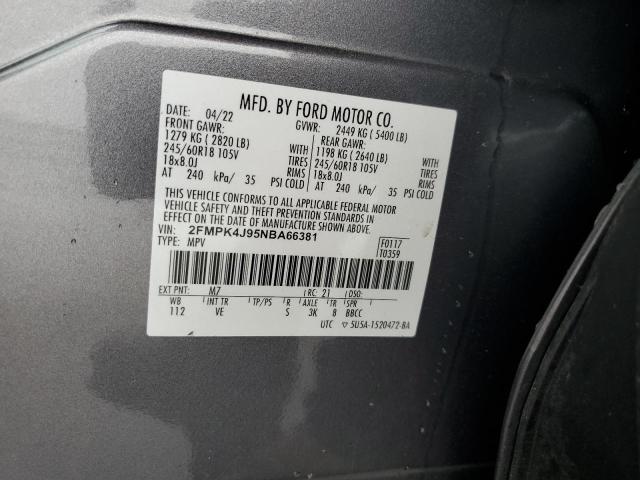 MFD. BY FORD MOTOR CO.
DATE: 04/22 GVWR: 2449 KG ( 5400 LB)
FRONT GAWR: REAR GAWR:
1279 KG ( 2820 LB) WITH 1198 KG ( 2640 LB) WITH
245/60R18 105V TIRES 245/60R18 105V TIRES
18x8.0J RIMS 18x8.0J RIMS
AT 240 kPa/ 35 PSI COLD AT 240 kPa/ 35 PSI COLD
THIS VEHICLE CONFORMS TO ALL APPLICABLE FEDERAL MOTOR
VEHICLE SAFETY AND THEFT PREVENTION STANDARDS IN
EFFECT ON THE DATE OF MANUFACTURE SHOWN ABOVE.
VIN: 2FMPK4J95NBA66381 F0117
TYPE: MPV T0359
EXT PNT: M7 RC: 21 DSO:
WB INT TR TP/PS R AXLE TR SPR
112 VE S 3K 8 BBCC
UTC ▽ 5U5A-1520472-BA